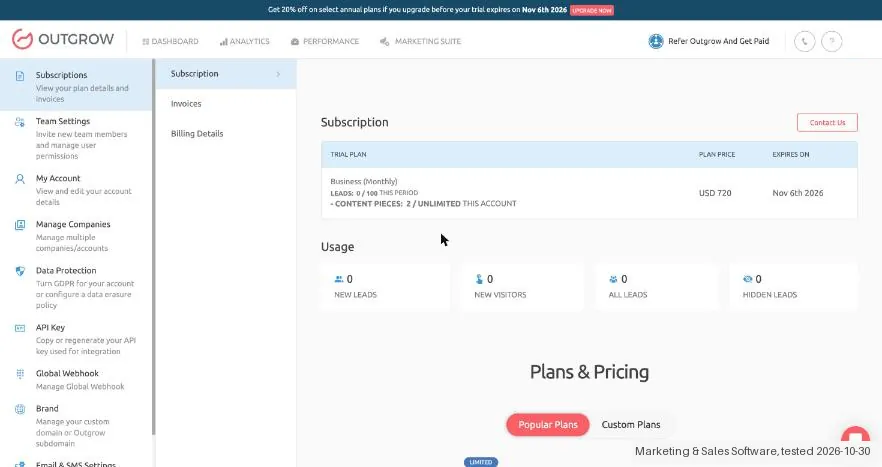 Get 20% off on select annual plans if you upgrade before your trial expires on Nov 6th 2026 UPGRADE NOW
OUTGROW
DASHBOARD
ANALYTICS
PERFORMANCE
MARKETING SUITE
Refer Outgrow And Get Paid
?
Subscriptions
View your plan details and
invoices
Team Settings
Invite new team members
and manage user
permissions
My Account
View and edit your account
details
Manage Companies
Manage multiple
companies/accounts
Data Protection
Turn GDPR for your account
or configure a data erasure
policy
API Key
Copy or regenerate your API
key used for integration
Global Webhook
Manage Global Webhook
Brand
Manage your custom
domain or Outgrow
subdomain
Email & SMS Settings
Subscription
Invoices
Billing Details
Subscription
Contact Us
TRIAL PLAN PLAN PRICE EXPIRES ON
Business (Monthly)
LEADS: 0 / 100 THIS PERIOD
- CONTENT PIECES: 2 / UNLIMITED THIS ACCOUNT
USD 720
Nov 6th 2026
Usage
0
NEW LEADS
0
NEW VISITORS
0
ALL LEADS
0
HIDDEN LEADS
Plans & Pricing
Popular Plans
Custom Plans
LIMITED
Marketing & Sales Software, tested 2026-10-30